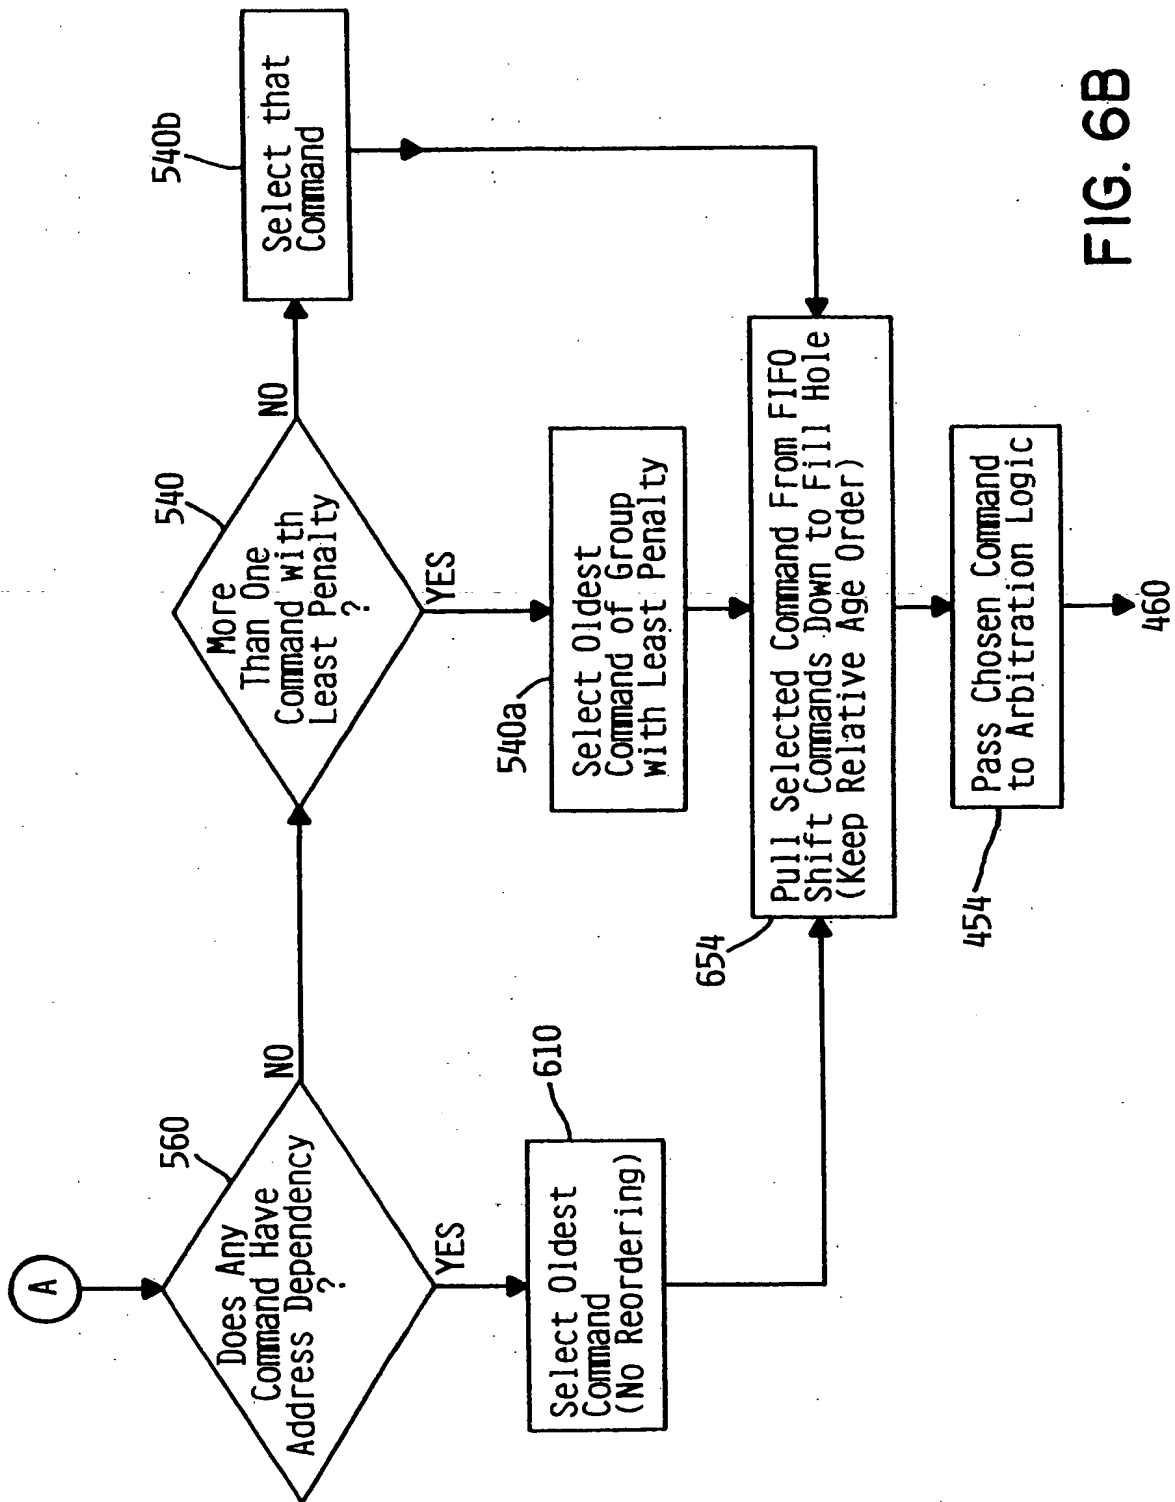 A
560
Does Any
Command Have
Address Dependency
?
NO
YES
610
Select Oldest
Command
(No Reordering)
540
More
Than One
Command with
Least Penalty
?
NO
YES
540b
Select that
Command
540a
Select Oldest
Command of Group
with Least Penalty
654
Pull Selected Command From FIFO
Shift Commands Down to Fill Hole
(Keep Relative Age Order)
454
Pass Chosen Command
to Arbitration Logic
460
FIG. 6B